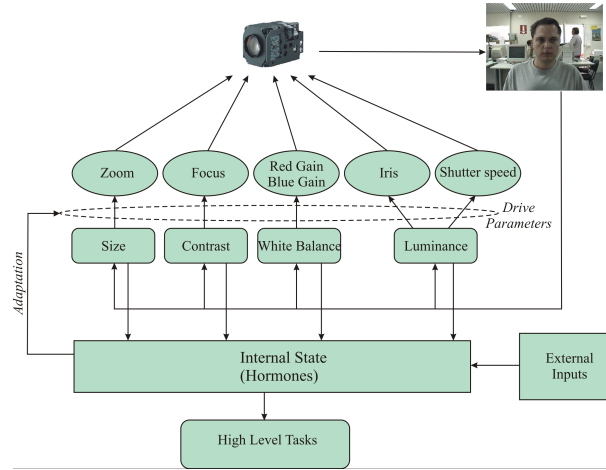 Zoom
Focus
Red Gain
Blue Gain
Iris
Shutter speed
Drive
Parameters
Size
Contrast
White Balance
Luminance
Adaptation
Internal State
(Hormones)
External
Inputs
High Level Tasks